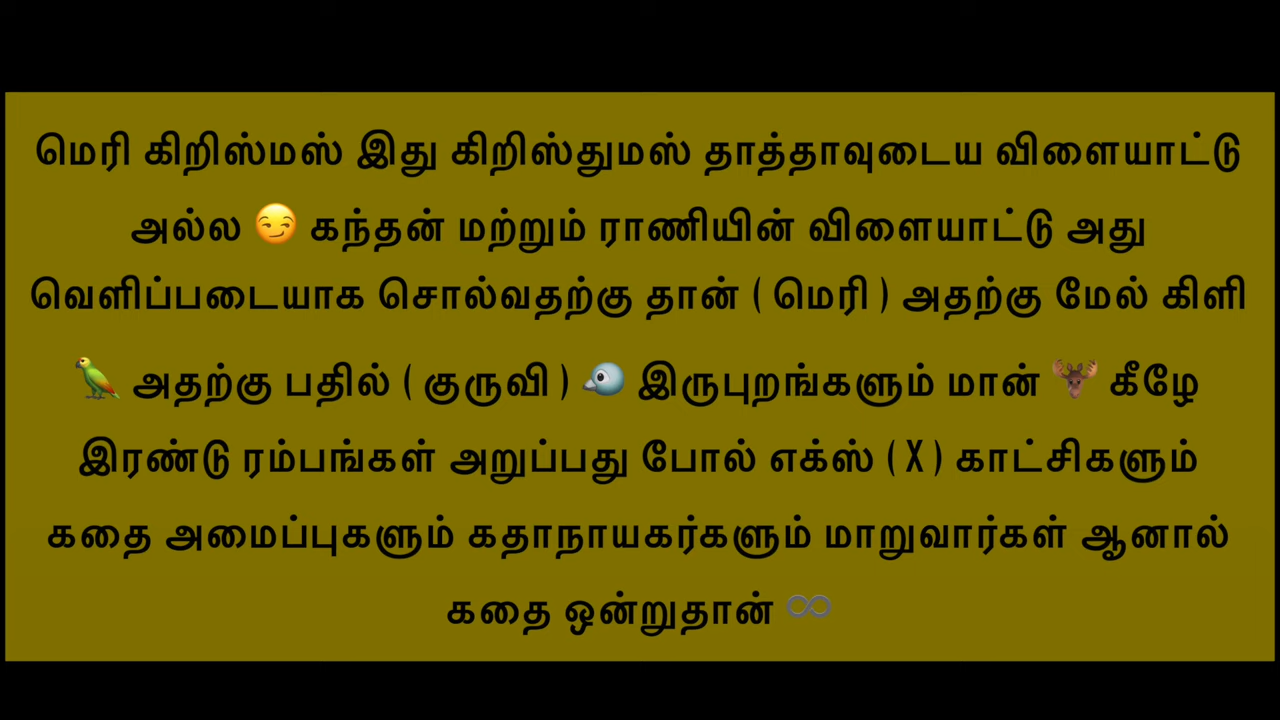 மெரி கிறிஸ்மஸ் இது கிறிஸ்துமஸ் தாத்தாவுடைய விளையாட்டு
அல்ல 😏 கந்தன் மற்றும் ராணியின் விளையாட்டு அது
வெளிப்படையாக சொல்வதற்கு தான் ( மெரி ) அதற்கு மேல் கிளி
🦜 அதற்கு பதில் ( குருவி ) 🐦 இருபுறங்களும் மான் 🫎 கீழே
இரண்டு ரம்பங்கள் அறுப்பது போல் எக்ஸ் ( X ) காட்சிகளும்
கதை அமைப்புகளும் கதாநாயகர்களும் மாறுவார்கள் ஆனால்
கதை ஒன்றுதான் ♾